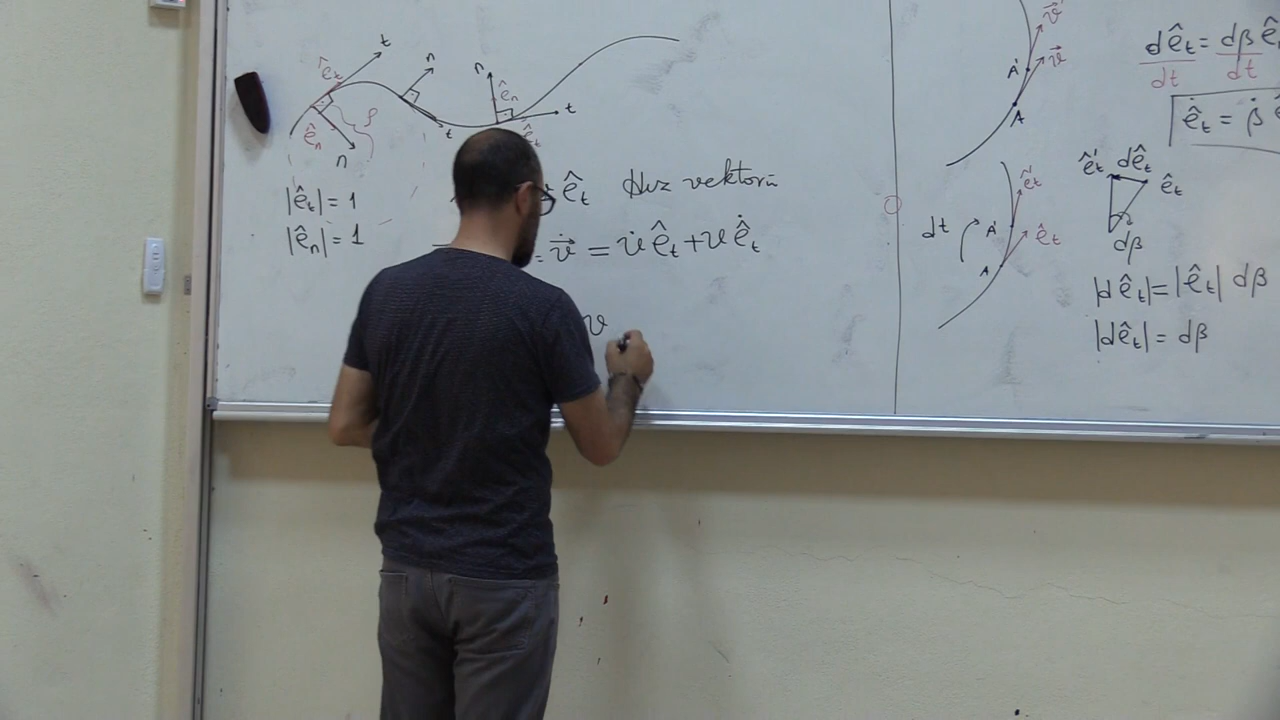 t
ê_t
ρ
ê_n
n
n
t
n
ê_n
t
ê_t
|ê_t| = 1
|ê_n| = 1
ê_t Hız vektörü
= v⃗̇ = v̇ ê_t + v ê̇_t
v
v⃗'
v⃗
A'
A
dt
ê'_t
A'
ê_t
A
dê_t = dβ ê
dt dt
ê̇_t = β̇
ê'_t dê_t ê_t
dβ
|dê_t| = |ê_t| dβ
|dê_t| = dβ